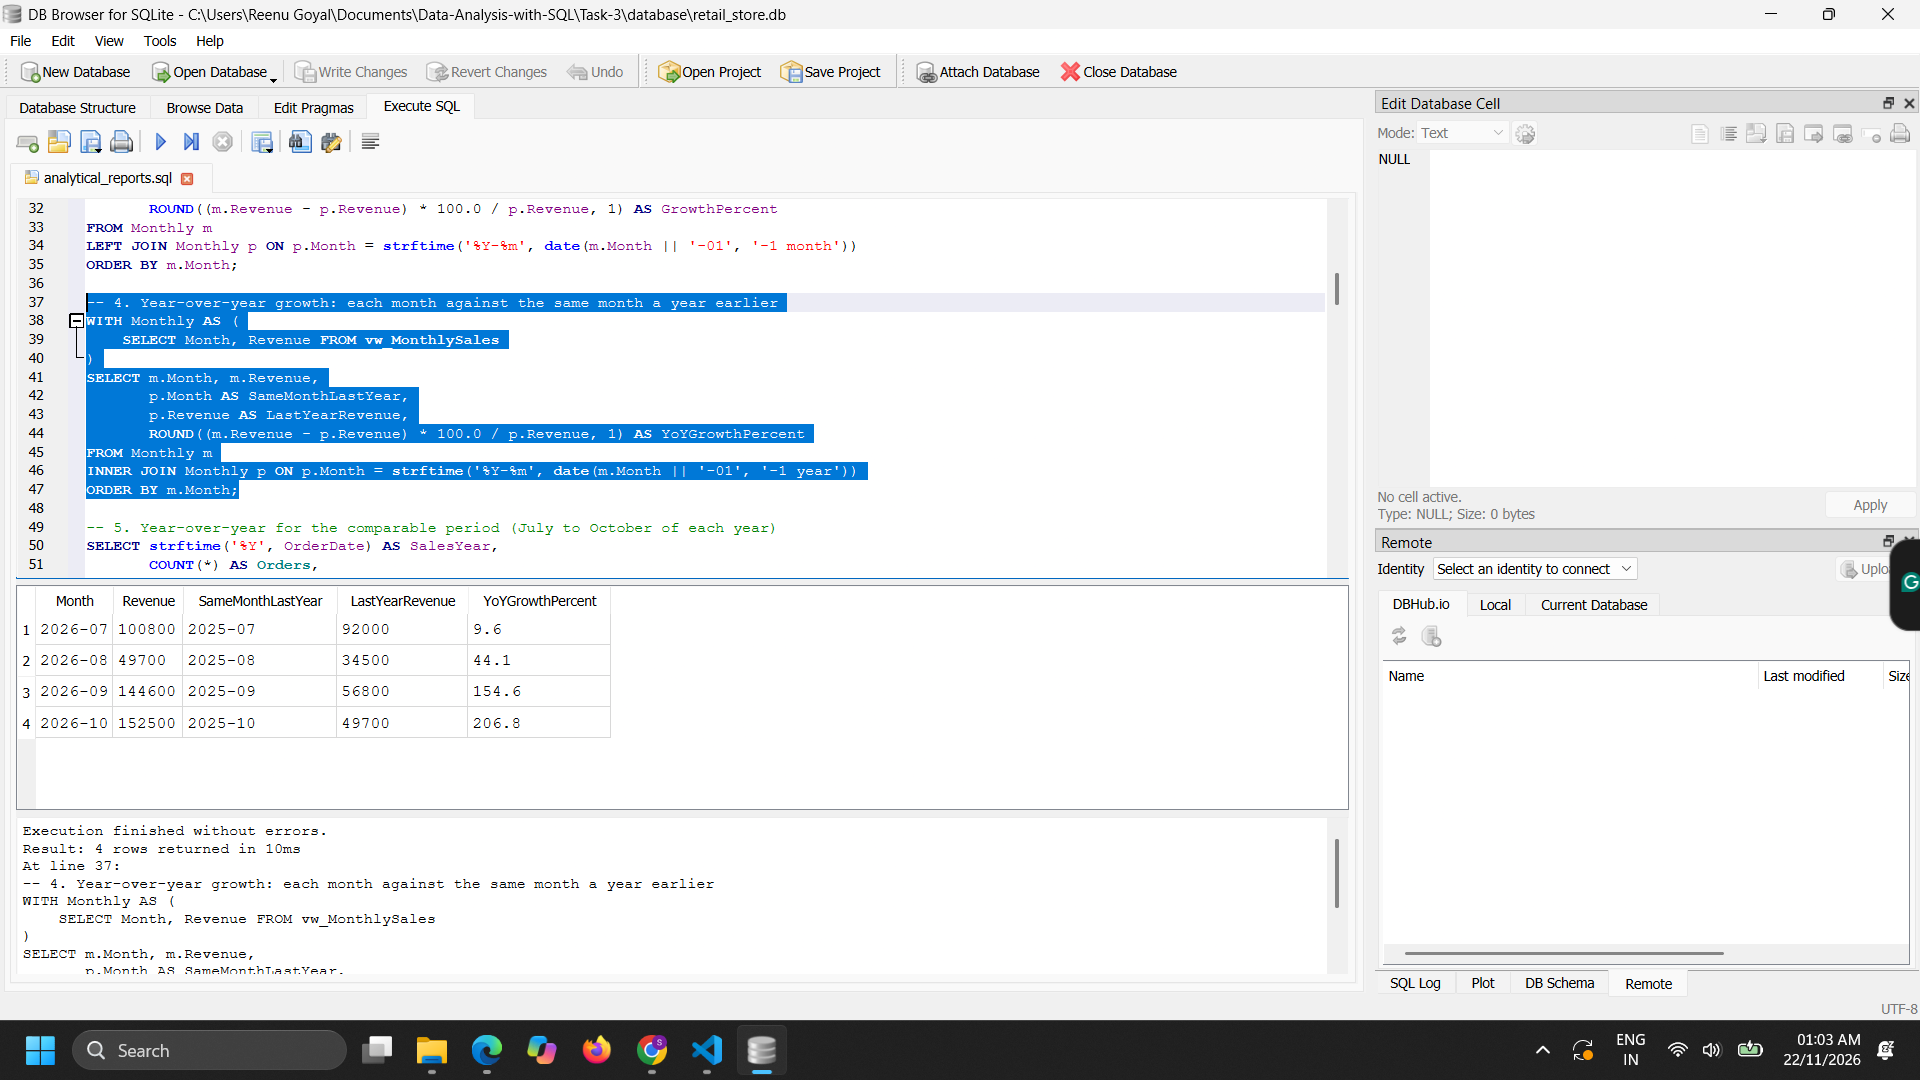 DB Browser for SQLite - C:\Users\Reenu Goyal\Documents\Data-Analysis-with-SQL\Task-3\database\retail_store.db
File Edit View Tools Help
New Database Open Database Write Changes Revert Changes Undo Open Project Save Project Attach Database Close Database
Database Structure Browse Data Edit Pragmas Execute SQL
analytical_reports.sql
32 ROUND((m.Revenue - p.Revenue) * 100.0 / p.Revenue, 1) AS GrowthPercent
33 FROM Monthly m
34 LEFT JOIN Monthly p ON p.Month = strftime('%Y-%m', date(m.Month || '-01', '-1 month'))
35 ORDER BY m.Month;
36
37 -- 4. Year-over-year growth: each month against the same month a year earlier
38 WITH Monthly AS (
39 SELECT Month, Revenue FROM vw_MonthlySales
40 )
41 SELECT m.Month, m.Revenue,
42 p.Month AS SameMonthLastYear,
43 p.Revenue AS LastYearRevenue,
44 ROUND((m.Revenue - p.Revenue) * 100.0 / p.Revenue, 1) AS YoYGrowthPercent
45 FROM Monthly m
46 INNER JOIN Monthly p ON p.Month = strftime('%Y-%m', date(m.Month || '-01', '-1 year'))
47 ORDER BY m.Month;
48
49 -- 5. Year-over-year for the comparable period (July to October of each year)
50 SELECT strftime('%Y', OrderDate) AS SalesYear,
51 COUNT(*) AS Orders,
Month Revenue SameMonthLastYear LastYearRevenue YoYGrowthPercent
1 2026-07 100800 2025-07 92000 9.6
2 2026-08 49700 2025-08 34500 44.1
3 2026-09 144600 2025-09 56800 154.6
4 2026-10 152500 2025-10 49700 206.8
Execution finished without errors.
Result: 4 rows returned in 10ms
At line 37:
-- 4. Year-over-year growth: each month against the same month a year earlier
WITH Monthly AS (
SELECT Month, Revenue FROM vw_MonthlySales
)
SELECT m.Month, m.Revenue,
p.Month AS SameMonthLastYear,
Edit Database Cell
Mode: Text
NULL
No cell active.
Type: NULL; Size: 0 bytes
Apply
Remote
Identity Select an identity to connect Uplo
DBHub.io Local Current Database
Name Last modified Size
SQL Log Plot DB Schema Remote
UTF-8
Search
ENG
IN
01:03 AM
22/11/2026